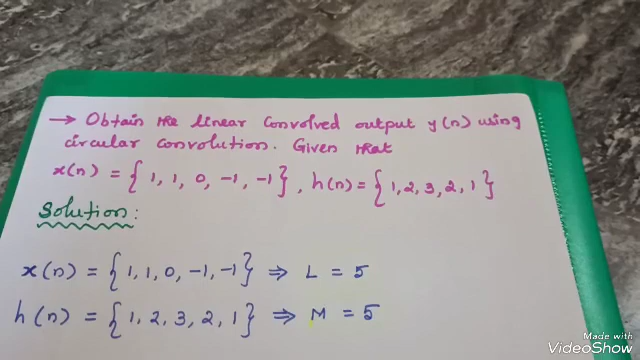 → Obtain the linear convolved output y(n) using
circular convolution. Given that
x(n) = { 1, 1, 0, -1, -1} , h(n) = { 1, 2, 3, 2, 1 }
Solution:
x(n) = { 1, 1, 0, -1, -1} ⇒ L = 5
h(n) = { 1, 2, 3, 2, 1 } ⇒ M = 5
Made with
VideoShow